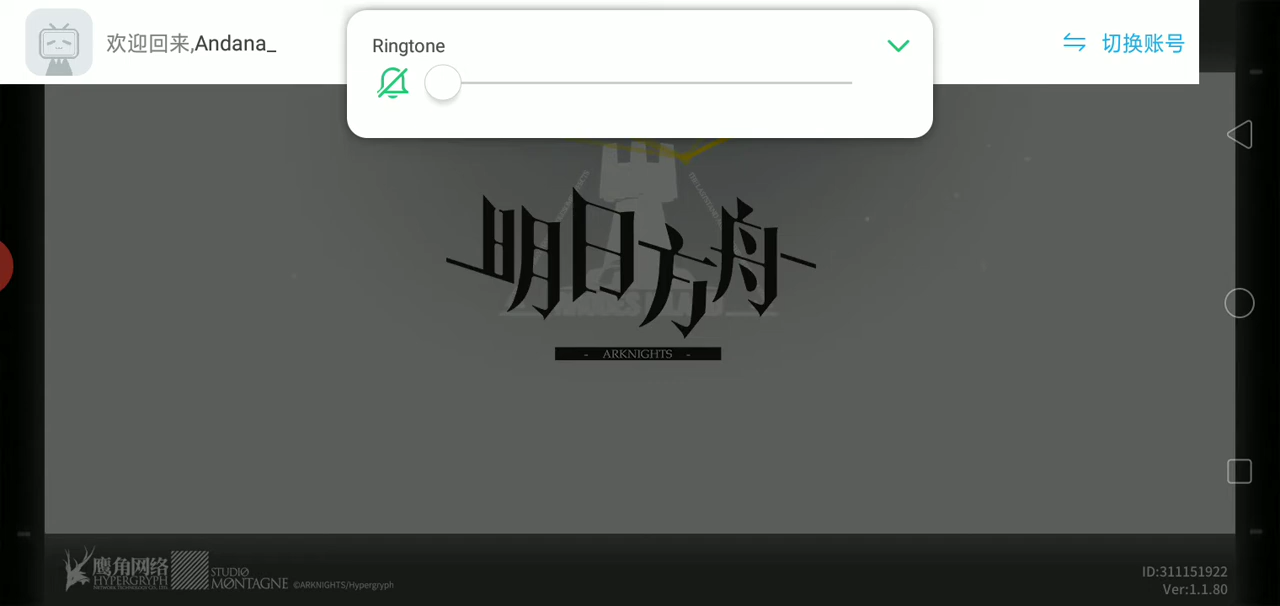 欢迎回来,Andana_
Ringtone
切换账号
明日方舟
- ARKNIGHTS -
鹰角网络
HYPERGRYPH
STUDIO
MONTAGNE
©ARKNIGHTS/Hypergryph
ID:311151922
Ver:1.1.80